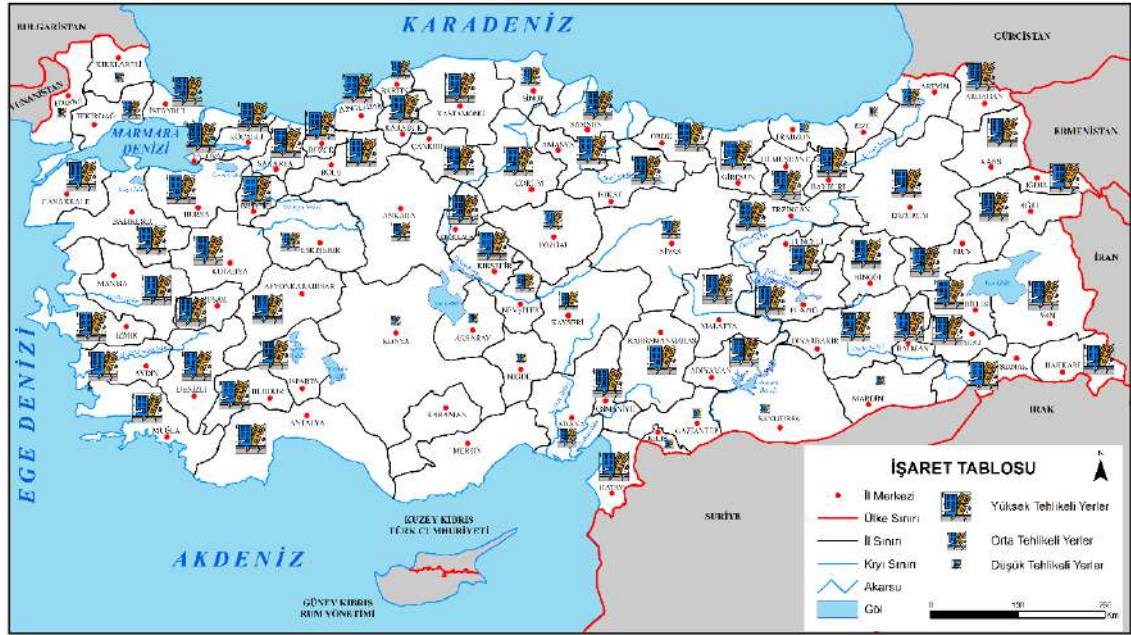 BULGARİSTAN
KARADENİZ
GÜRCİSTAN
YUNANİSTAN
ERMENİSTAN
İRAN
IRAK
SURİYE
MARMARA
DENİZİ
EGE DENİZİ
AKDENİZ
KUZEY KIBRIS
TÜRK CUMHURİYETİ
GÜNEY KIBRIS
RUM YÖNETİMİ
KIRKLARELİ
EDİRNE
TEKİRDAĞ
İSTANBUL
KOCAELİ
SAKARYA
DÜZCE
BOLU
BARTIN
KARABÜK
KASTAMONU
SİNOP
ÇANKIRI
SAMSUN
AMASYA
ÇORUM
ORDU
TOKAT
GİRESUN
TRABZON
GÜMÜŞHANE
BAYBURT
RİZE
ARTVİN
ARDAHAN
KARS
IĞDIR
AĞRI
ERZURUM
ERZİNCAN
TUNCELİ
BİNGÖL
MUŞ
BİTLİS
VAN
HAKKARİ
ŞIRNAK
SİİRT
BATMAN
DİYARBAKIR
MARDİN
ŞANLIURFA
ADIYAMAN
MALATYA
ELAZIĞ
SİVAS
YOZGAT
KIRŞEHİR
NEVŞEHİR
KAYSERİ
AKSARAY
NİĞDE
KAHRAMANMARAŞ
OSMANİYE
GAZİANTEP
KİLİS
HATAY
ADANA
MERSİN
KARAMAN
KONYA
ANKARA
ESKİŞEHİR
BURSA
BALIKESİR
ÇANAKKALE
KÜTAHYA
AFYONKARAHİSAR
MANİSA
İZMİR
AYDIN
DENİZLİ
MUĞLA
BURDUR
ISPARTA
ANTALYA
İŞARET TABLOSU
N
İl Merkezi
Ülke Sınırı
İl Sınırı
Kıyı Sınırı
Akarsu
Göl
Yüksek Tehlikeli Yerler
Orta Tehlikeli Yerler
Düşük Tehlikeli Yerler
0
Km